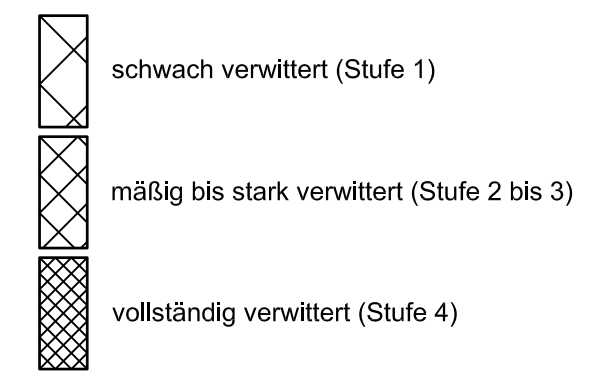 schwach verwittert (Stufe 1)
mäßig bis stark verwittert (Stufe 2 bis 3)
vollständig verwittert (Stufe 4)